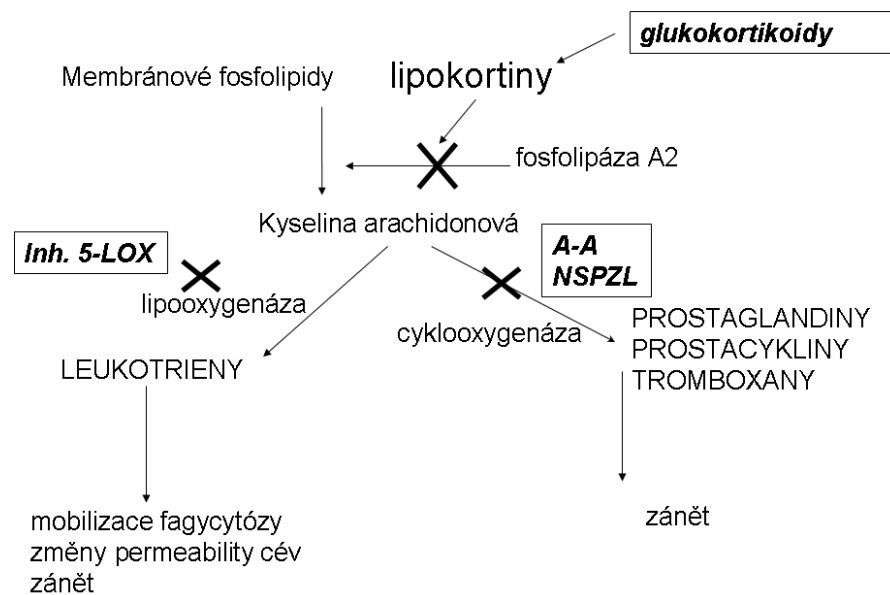 glukokortikoidy
Membránové fosfolipidy
lipokortiny
fosfolipáza A2
Kyselina arachidonová
Inh. 5-LOX
A-A
NSPZL
lipooxygenáza
cyklooxygenáza
PROSTAGLANDINY
PROSTACYKLINY
TROMBOXANY
LEUKOTRIENY
mobilizace fagycytózy
změny permeability cév
zánět
zánět